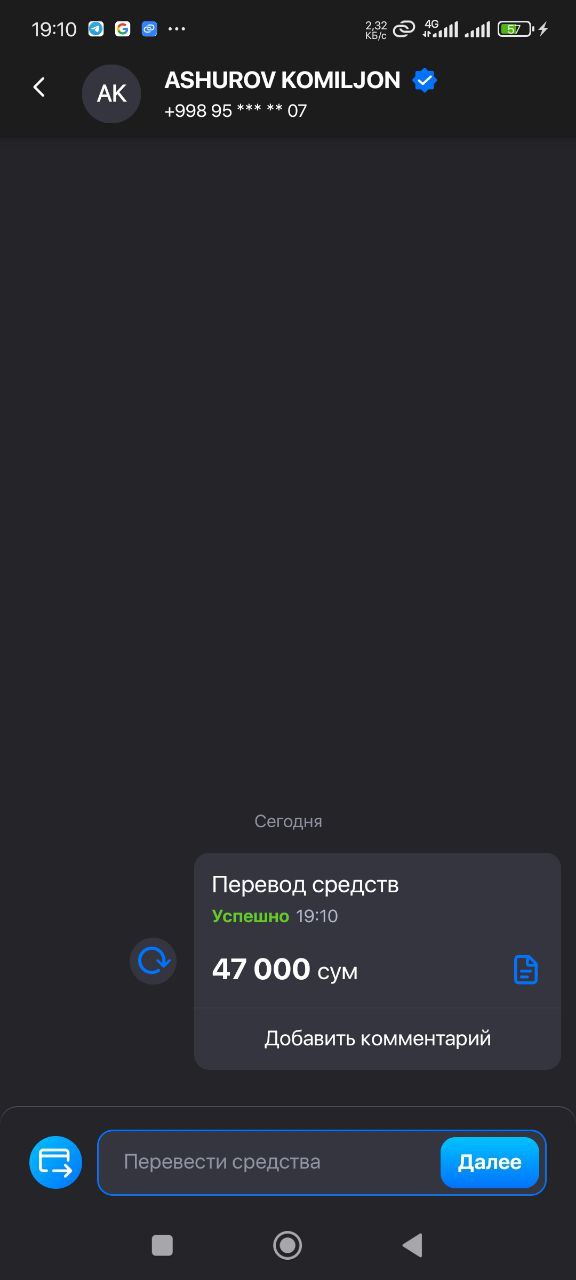 19:10
2,32
КБ/с
4G
57
AK
ASHUROV KOMILJON
+998 95 *** ** 07
Сегодня
Перевод средств
Успешно 19:10
47 000 сум
Добавить комментарий
Перевести средства
Далее